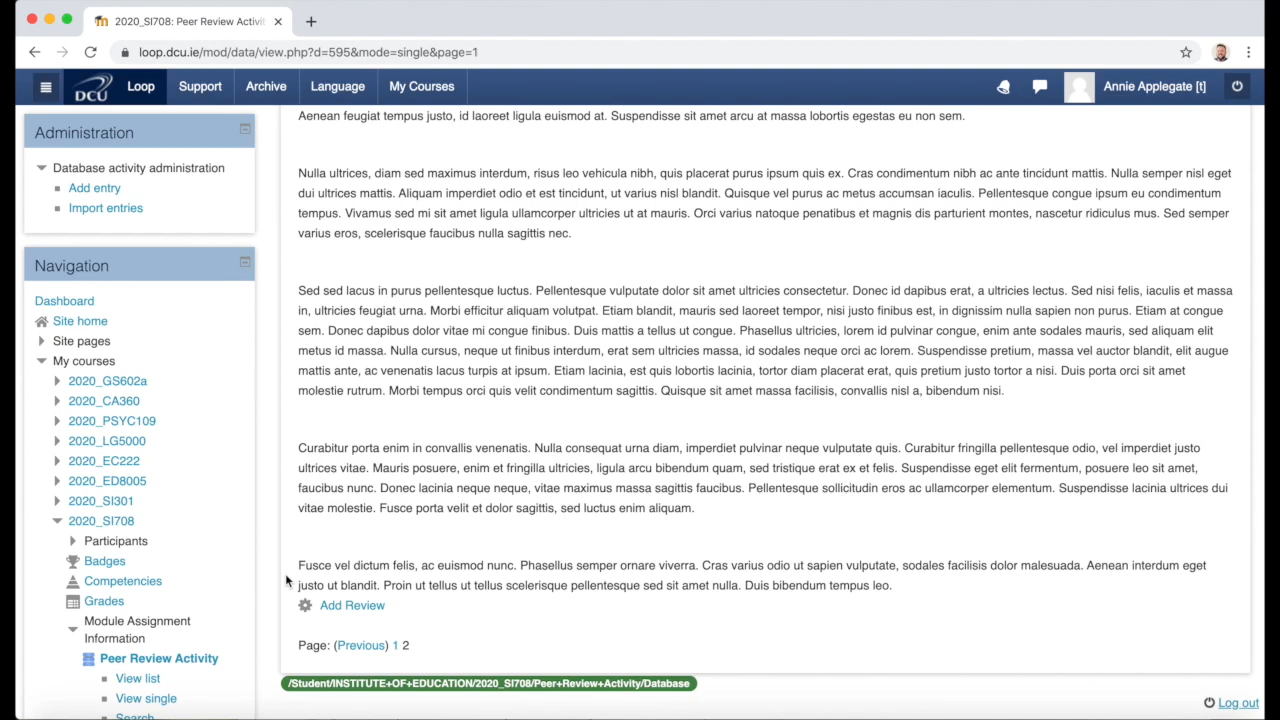 2020_SI708: Peer Review Activit
loop.dcu.ie/mod/data/view.php?d=595&mode=single&page=1
DCU Loop Support Archive Language My Courses Annie Applegate [t]
Administration
Database activity administration
Add entry
Import entries
Navigation
Dashboard
Site home
Site pages
My courses
2020_GS602a
2020_CA360
2020_PSYC109
2020_LG5000
2020_EC222
2020_ED8005
2020_SI301
2020_SI708
Participants
Badges
Competencies
Grades
Module Assignment
Information
Peer Review Activity
View list
View single
Search
Aenean feugiat tempus justo, id laoreet ligula euismod at. Suspendisse sit amet arcu at massa lobortis egestas eu non sem.
Nulla ultrices, diam sed maximus interdum, risus leo vehicula nibh, quis placerat purus ipsum quis ex. Cras condimentum nibh ac ante tincidunt mattis. Nulla semper nisl eget
dui ultrices mattis. Aliquam imperdiet odio et est tincidunt, ut varius nisl blandit. Quisque vel purus ac metus accumsan iaculis. Pellentesque congue ipsum eu condimentum
tempus. Vivamus sed mi sit amet ligula ullamcorper ultricies ut at mauris. Orci varius natoque penatibus et magnis dis parturient montes, nascetur ridiculus mus. Sed semper
varius eros, scelerisque faucibus nulla sagittis nec.
Sed sed lacus in purus pellentesque luctus. Pellentesque vulputate dolor sit amet ultricies consectetur. Donec id dapibus erat, a ultricies lectus. Sed nisi felis, iaculis et massa
in, ultricies feugiat urna. Morbi efficitur aliquam volutpat. Etiam blandit, mauris sed laoreet tempor, nisi justo finibus est, in dignissim nulla sapien non purus. Etiam at congue
sem. Donec dapibus dolor vitae mi congue finibus. Duis mattis a tellus ut congue. Phasellus ultricies, lorem id pulvinar congue, enim ante sodales mauris, sed aliquam elit
metus id massa. Nulla cursus, neque ut finibus interdum, erat sem ultricies massa, id sodales neque orci ac lorem. Suspendisse pretium, massa vel auctor blandit, elit augue
mattis ante, ac venenatis lacus turpis at ipsum. Etiam lacinia, est quis lobortis lacinia, tortor diam placerat erat, quis pretium justo tortor a nisi. Duis porta orci sit amet
molestie rutrum. Morbi tempus orci quis velit condimentum sagittis. Quisque sit amet massa facilisis, convallis nisl a, bibendum nisi.
Curabitur porta enim in convallis venenatis. Nulla consequat urna diam, imperdiet pulvinar neque vulputate quis. Curabitur fringilla pellentesque odio, vel imperdiet justo
ultrices vitae. Mauris posuere, enim et fringilla ultricies, ligula arcu bibendum quam, sed tristique erat ex et felis. Suspendisse eget elit fermentum, posuere leo sit amet,
faucibus nunc. Donec lacinia neque neque, vitae maximus massa sagittis faucibus. Pellentesque sollicitudin eros ac ullamcorper elementum. Suspendisse lacinia ultrices dui
vitae molestie. Fusce porta velit et dolor sagittis, sed luctus enim aliquam.
Fusce vel dictum felis, ac euismod nunc. Phasellus semper ornare viverra. Cras varius odio ut sapien vulputate, sodales facilisis dolor malesuada. Aenean interdum eget
justo ut blandit. Proin ut tellus ut tellus scelerisque pellentesque sed sit amet nulla. Duis bibendum tempus leo.
Add Review
Page: (Previous) 1 2
/Student/INSTITUTE+OF+EDUCATION/2020_SI708/Peer+Review+Activity/Database
Log out